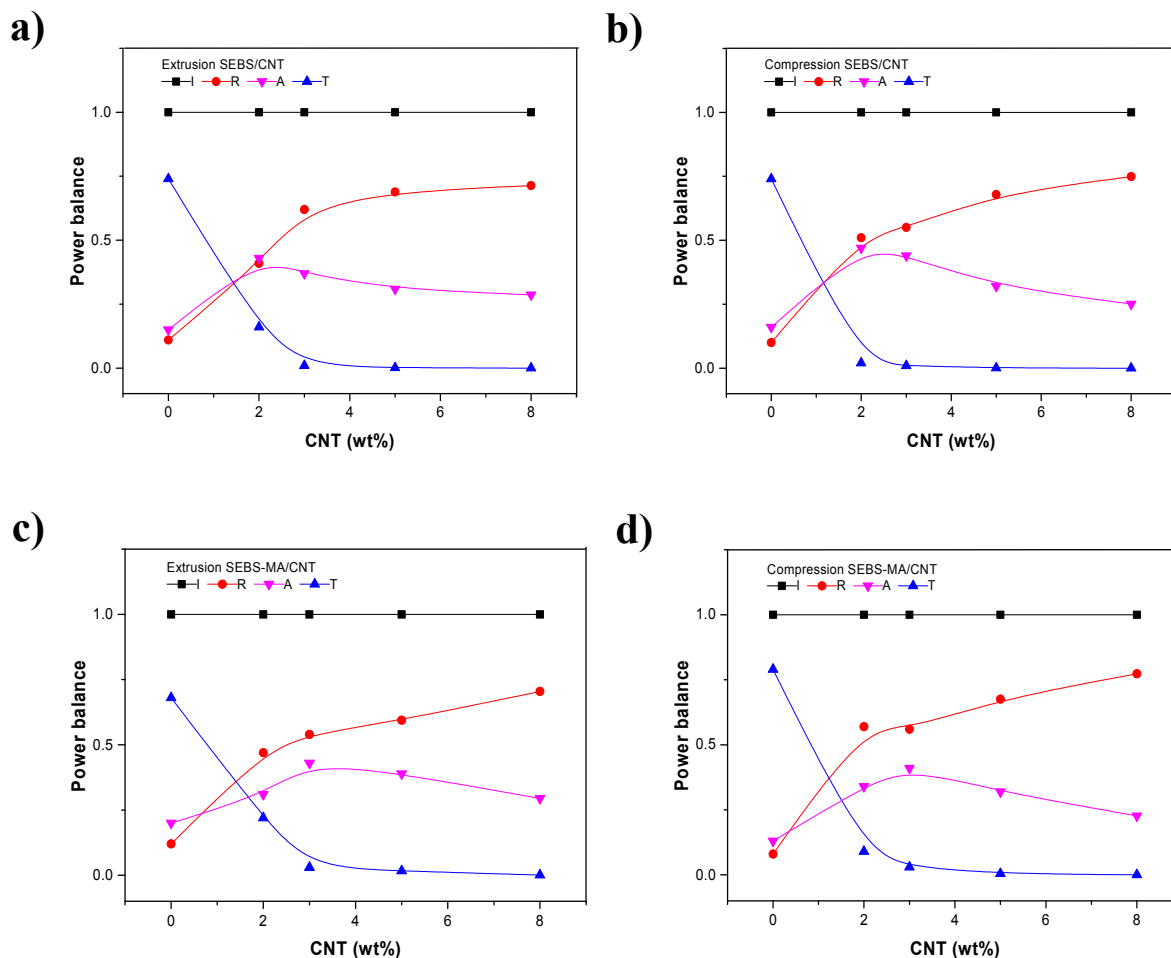 a)
Extrusion SEBS/CNT
I R A T
1.0
0.5
0.0
Power balance
0 2 4 6 8
CNT (wt%)
b)
Compression SEBS/CNT
I R A T
1.0
0.5
0.0
Power balance
0 2 4 6 8
CNT (wt%)
c)
Extrusion SEBS-MA/CNT
I R A T
1.0
0.5
0.0
Power balance
0 2 4 6 8
CNT (wt%)
d)
Compression SEBS-MA/CNT
I R A T
1.0
0.5
0.0
Power balance
0 2 4 6 8
CNT (wt%)